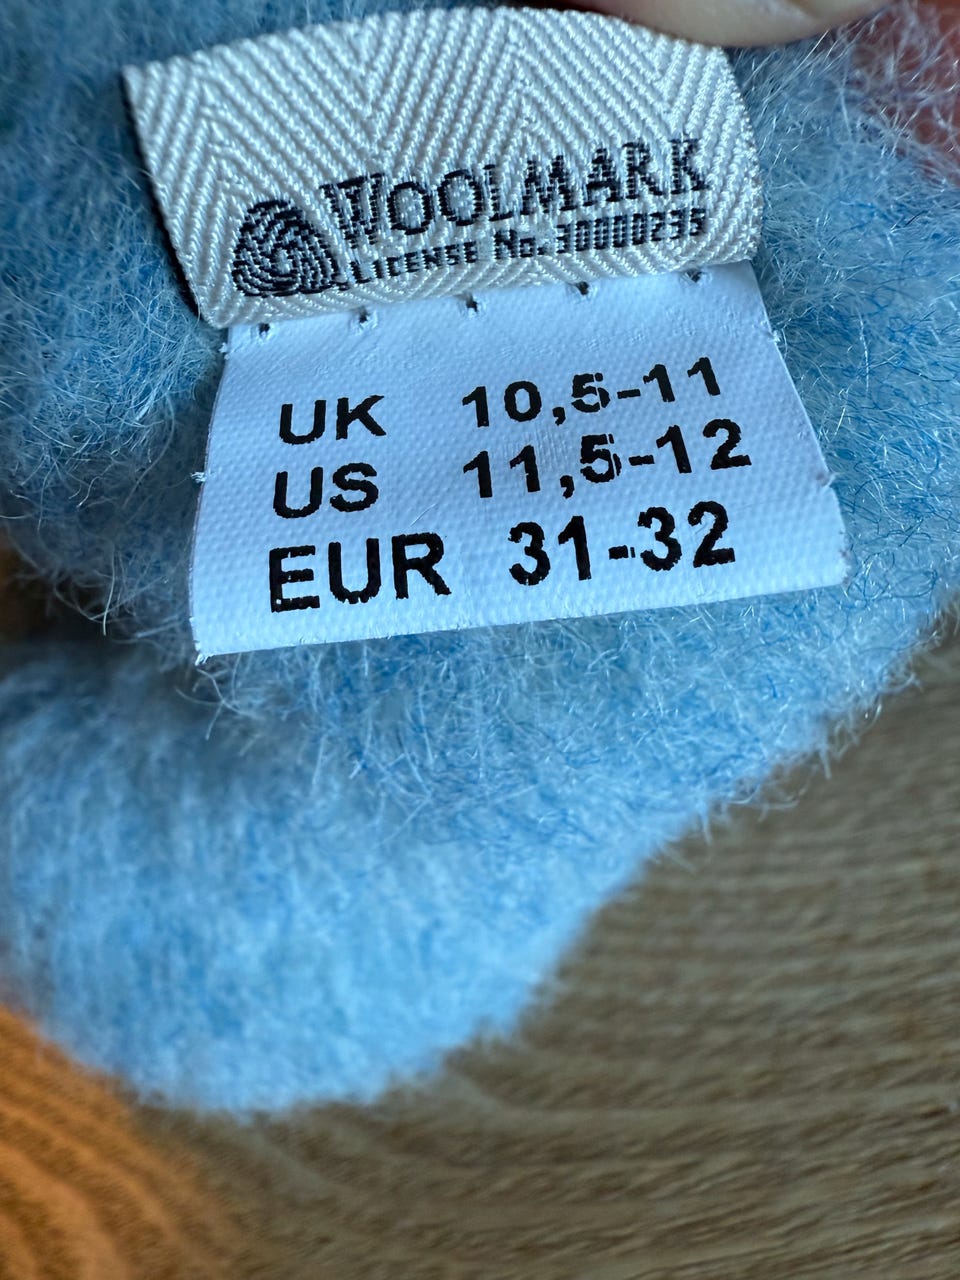 WOOLMARK
LICENSE No. 30000235
UK 10,5-11
US 11,5-12
EUR 31-32